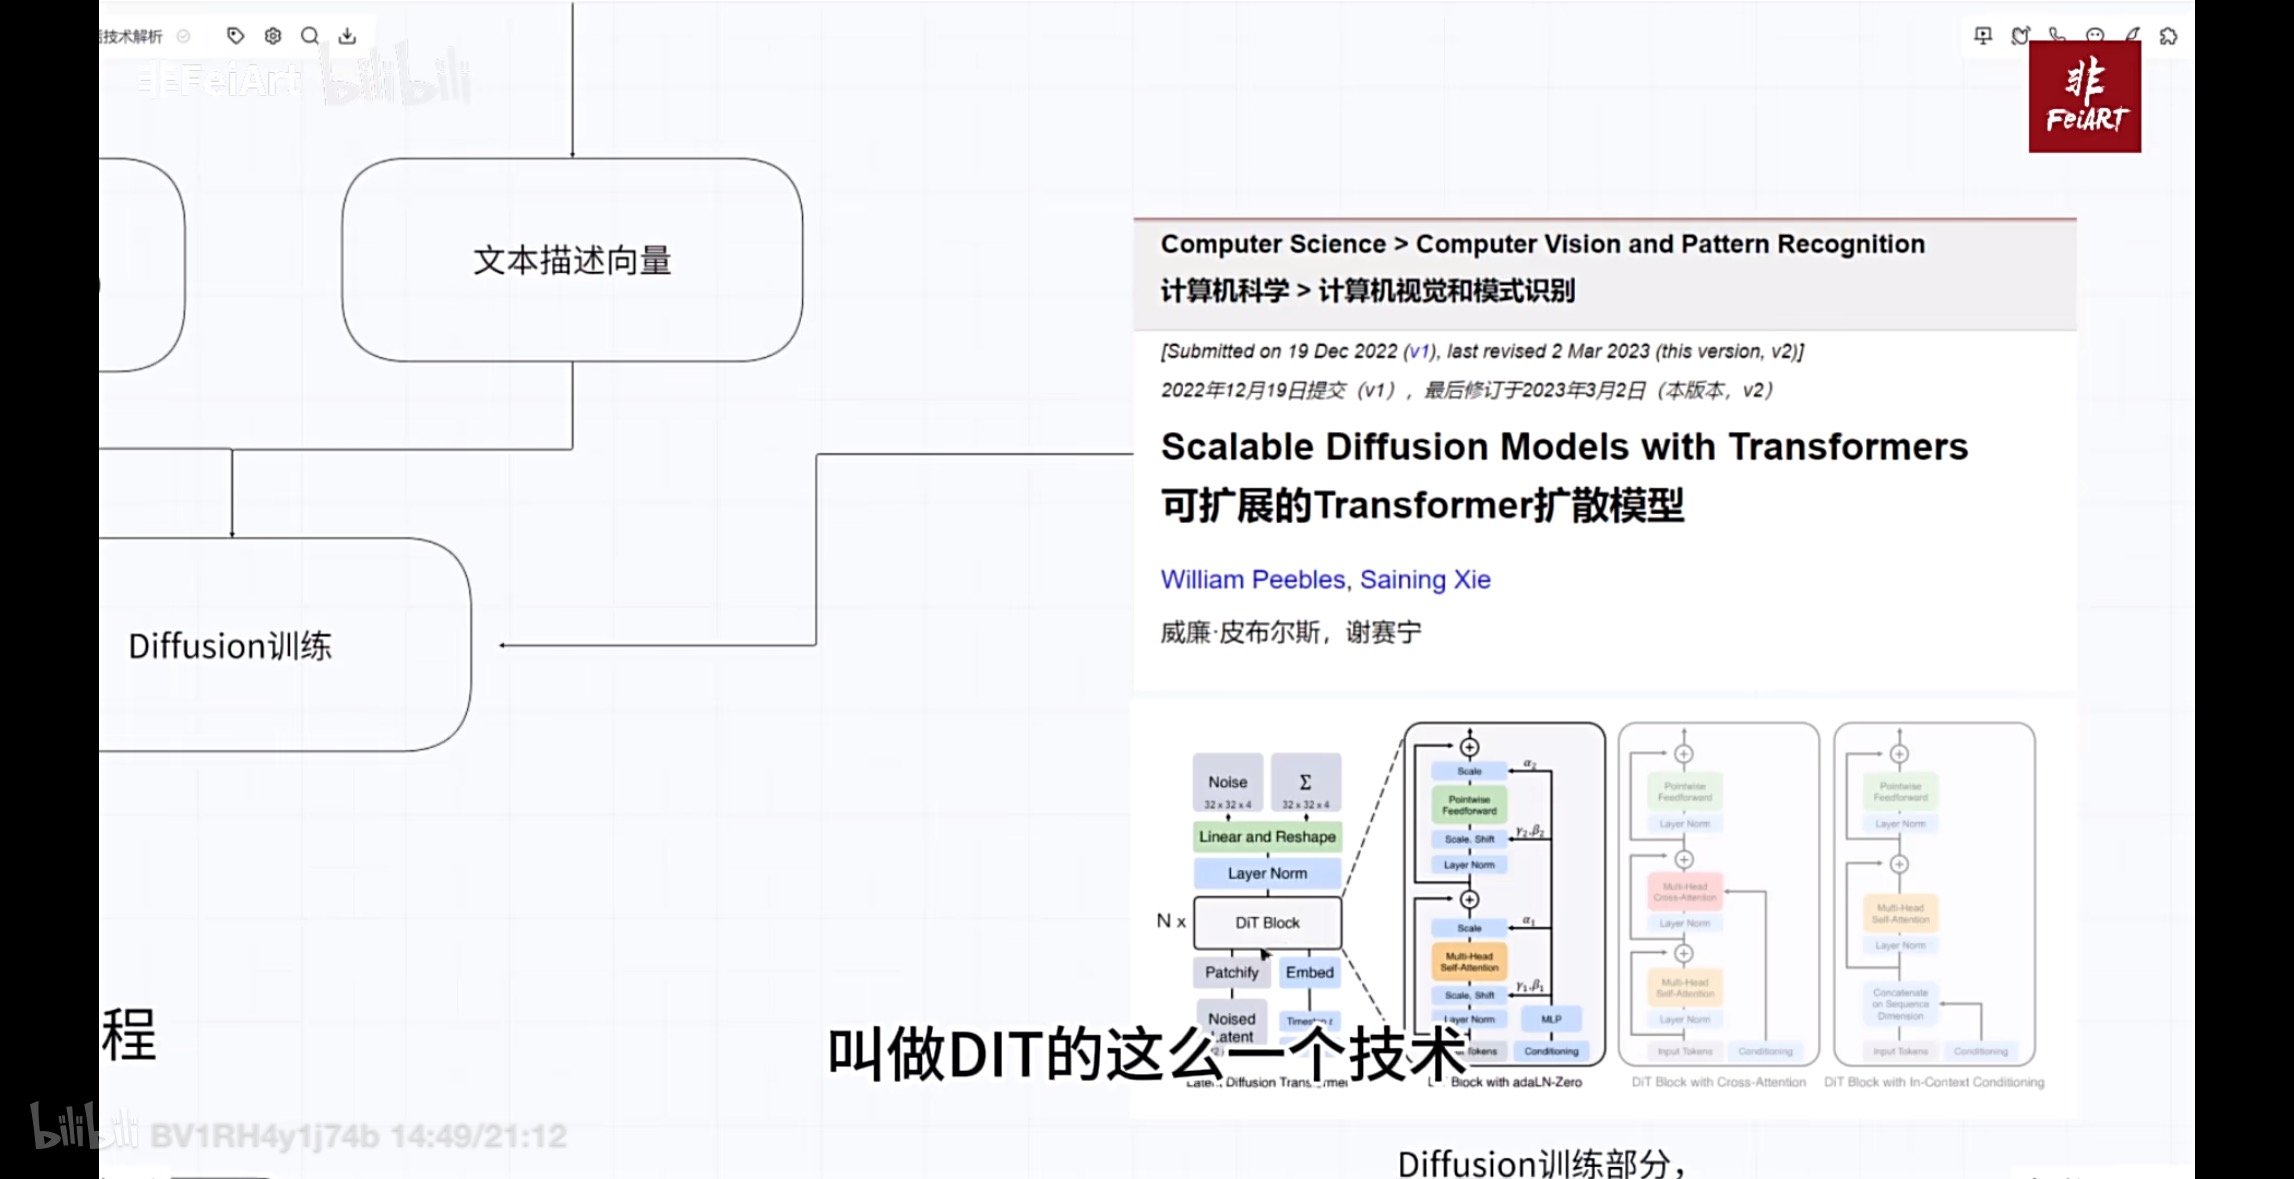 技术解析
非FeiArt bilibili
非
FeiART
文本描述向量
Computer Science > Computer Vision and Pattern Recognition
计算机科学 > 计算机视觉和模式识别
[Submitted on 19 Dec 2022 (v1), last revised 2 Mar 2023 (this version, v2)]
2022年12月19日提交（v1），最后修订于2023年3月2日（本版本，v2）
Scalable Diffusion Models with Transformers
可扩展的Transformer扩散模型
William Peebles, Saining Xie
威廉·皮布尔斯，谢赛宁
Diffusion训练
Noise
32 x 32 x 4
Σ
32 x 32 x 4
Linear and Reshape
Layer Norm
N x
DiT Block
Patchify
Embed
Noised
Latent
Timestep t
Latent Diffusion Transformer
α₂
Scale
Pointwise
Feedforward
γ₂,β₂
Scale, Shift
Layer Norm
α₁
Scale
Multi-Head
Self-Attention
γ₁,β₁
Scale, Shift
Layer Norm
MLP
Tokens
Conditioning
Block with adaLN-Zero
Pointwise
Feedforward
Layer Norm
Multi-Head
Cross-Attention
Layer Norm
Multi-Head
Self-Attention
Layer Norm
Input Tokens
Conditioning
DiT Block with Cross-Attention
Pointwise
Feedforward
Layer Norm
Multi-Head
Self-Attention
Layer Norm
Concatenate
on Sequence
Dimension
Input Tokens
Conditioning
DiT Block with In-Context Conditioning
程
叫做DIT的这么一个技术
bilibili BV1RH4y1j74b 14:49/21:12
Diffusion训练部分，